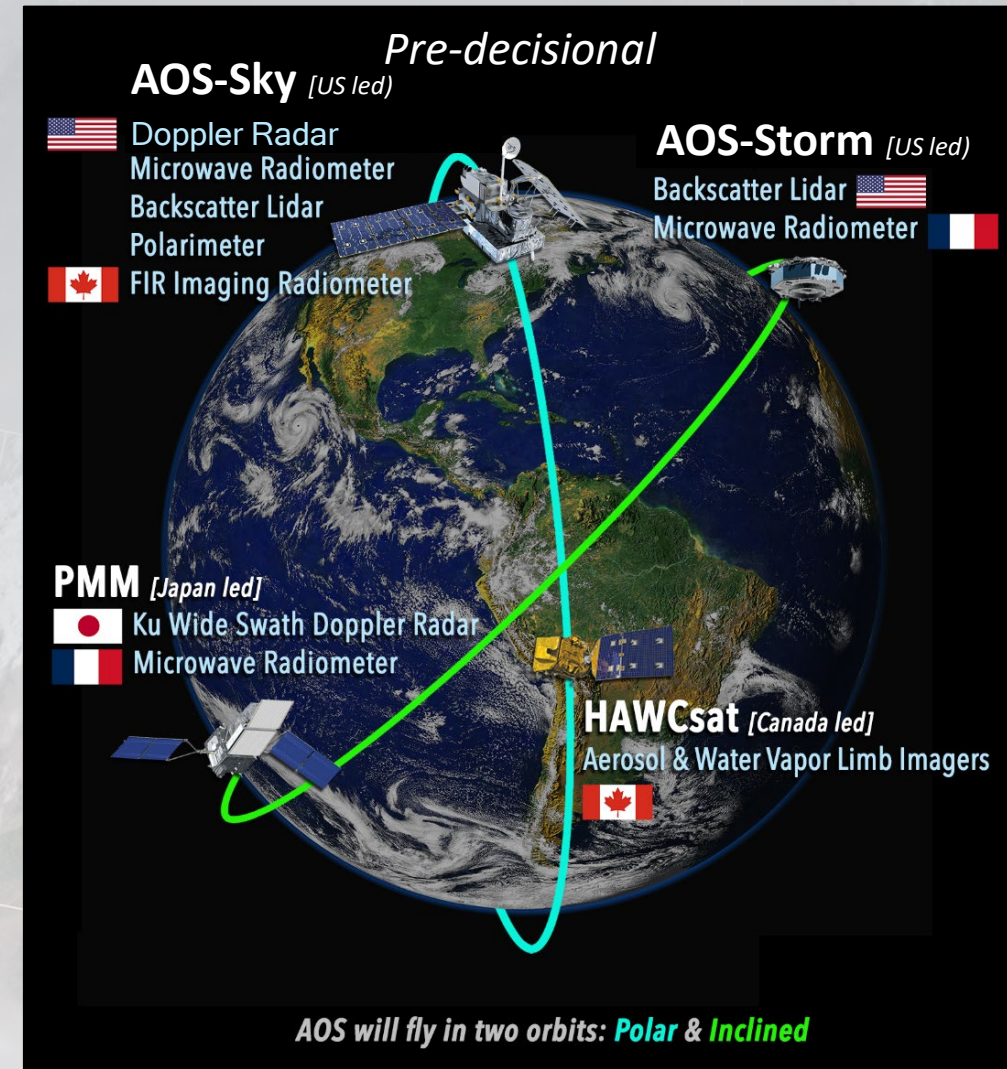 Pre-decisional
AOS-Sky [US led)
Doppler Radar
Microwave Radiometer
Backscatter Lidar
Polarimeter
FIR Imaging Radiometer
AOS-Storm [US led)
Backscatter Lidar
Microwave Radiometer
PMM [Japan led]
Ku Wide Swath Doppler Radar
Microwave Radiometer
HAWCsat [Canada led]
Aerosol & Water Vapor Limb Imagers
AOS will fly in two orbits: Polar & Inclined